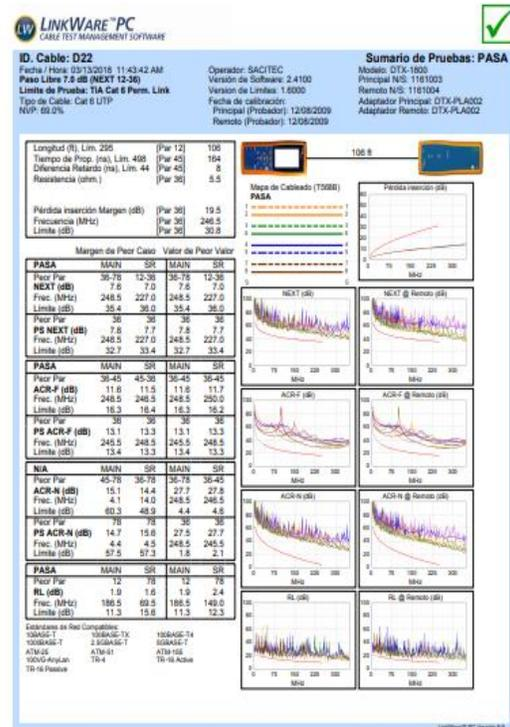 LW LINKWARE™PC
CABLE TEST MANAGEMENT SOFTWARE
ID. Cable: D22
Sumario de Pruebas: PASA
Fecha / Hora: 03/13/2018 11:43:42 AM
Paso Libre 7.0 dB (NEXT 12-36)
Limite de Prueba: TIA Cat 6 Perm. Link
Tipo de Cable: Cat 6 UTP
NVP: 69.0%
Operador: SACITEC
Versión de Software: 2.4100
Version de Limites: 1.6000
Fecha de calibración:
Principal (Probador): 12/08/2009
Remoto (Probador): 12/08/2009
Modelo: DTX-1800
Principal N/S: 1161003
Remoto N/S: 1161004
Adaptador Principal: DTX-PLA002
Adaptador Remoto: DTX-PLA002
Longitud (ft), Lim. 295 [Par 12] 106
Tiempo de Prop. (ns), Lim. 498 [Par 45] 164
Diferencia Retardo (ns), Lim. 44 [Par 45] 8
Resistencia (ohm.) [Par 36] 5.5
Pérdida inserción Margen (dB) [Par 36] 19.5
Frecuencia (MHz) [Par 36] 246.5
Limite (dB) [Par 36] 30.8
106 ft
Mapa de Cableado (T568B)
PASA
Pérdida inserción (dB)
MHz
Margen de Peor Caso Valor de Peor Valor
PASA MAIN SR MAIN SR
Peor Par 36-78 12-36 36-78 12-36
NEXT (dB) 7.6 7.0 7.6 7.0
Frec. (MHz) 248.5 227.0 248.5 227.0
Limite (dB) 35.4 36.0 35.4 36.0
Peor Par 36 36 36 36
PS NEXT (dB) 7.8 7.7 7.8 7.7
Frec. (MHz) 248.5 227.0 248.5 227.0
Limite (dB) 32.7 33.4 32.7 33.4
PASA MAIN SR MAIN SR
Peor Par 36-45 45-36 36-45 36-45
ACR-F (dB) 11.6 11.5 11.6 11.7
Frec. (MHz) 248.5 246.5 248.5 250.0
Limite (dB) 16.3 16.4 16.3 16.2
Peor Par 36 36 36 36
PS ACR-F (dB) 13.1 13.3 13.1 13.3
Frec. (MHz) 245.5 248.5 245.5 248.5
Limite (dB) 13.4 13.3 13.4 13.3
N/A MAIN SR MAIN SR
Peor Par 45-78 36-78 36-78 36-45
ACR-N (dB) 15.1 14.4 27.7 27.8
Frec. (MHz) 4.1 14.0 248.5 246.5
Limite (dB) 60.3 48.9 4.4 4.6
Peor Par 78 78 36 36
PS ACR-N (dB) 14.7 15.6 27.5 27.7
Frec. (MHz) 4.4 4.5 248.5 245.5
Limite (dB) 57.5 57.3 1.8 2.1
PASA MAIN SR MAIN SR
Peor Par 12 78 12 78
RL (dB) 1.9 1.6 1.9 2.4
Frec. (MHz) 186.5 69.5 186.5 149.0
Limite (dB) 11.3 15.6 11.3 12.3
NEXT (dB)
NEXT @ Remoto (dB)
ACR-F (dB)
ACR-F @ Remoto (dB)
ACR-N (dB)
ACR-N @ Remoto (dB)
RL (dB)
RL @ Remoto (dB)
Estándares de Red Compatibles:
10BASE-T 100BASE-TX 100BASE-T4
1000BASE-T 2.5GBASE-T 5GBASE-T
ATM-25 ATM-51 ATM-155
100VG-AnyLan TR-4 TR-16 Active
TR-16 Passive